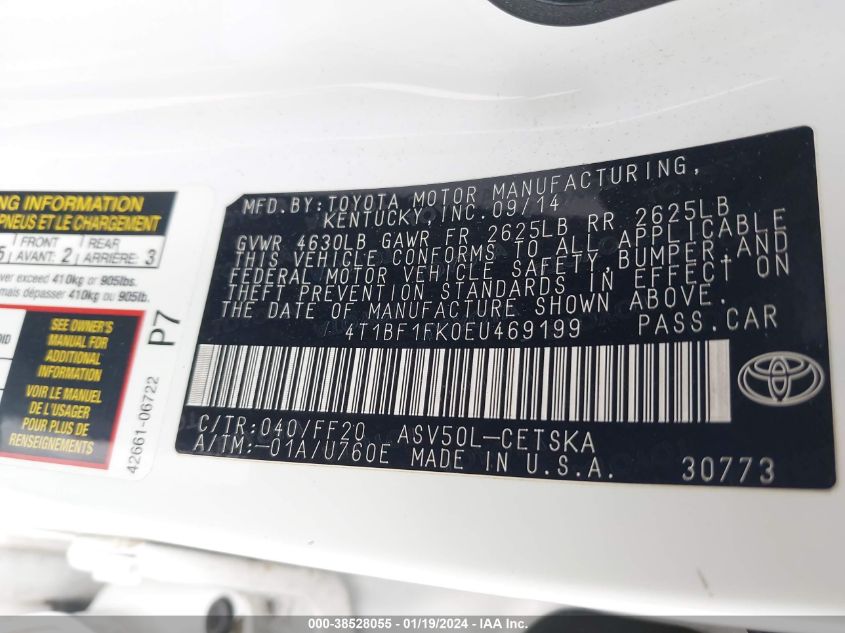 NG INFORMATION
PNEUS ET LE CHARGEMENT
5 FRONT AVANT: 2 REAR ARRIÈRE: 3
ver exceed 410kg or 905lbs.
mais dépasser 410kg ou 905lb.
SEE OWNER'S
MANUAL FOR
ADDITIONAL
INFORMATION
VOIR LE MANUEL
DE L'USAGER
POUR PLUS DE
RENSEIGNEMENTS
P7
42661-06722
MFD.BY:TOYOTA MOTOR MANUFACTURING,
KENTUCKY,INC.09/14
GVWR 4630LB GAWR FR 2625LB RR 2625LB
THIS VEHICLE CONFORMS TO ALL APPLICABLE
FEDERAL MOTOR VEHICLE SAFETY,BUMPER,AND
THEFT PREVENTION STANDARDS IN EFFECT ON
THE DATE OF MANUFACTURE SHOWN ABOVE.
4T1BF1FK0EU469199 PASS.CAR
C/TR:040/FF20 ASV50L-CETSKA
A/TM:-01A/U760E MADE IN U.S.A. 30773
000-38528055 | 01/19/2024 | IAA Inc.